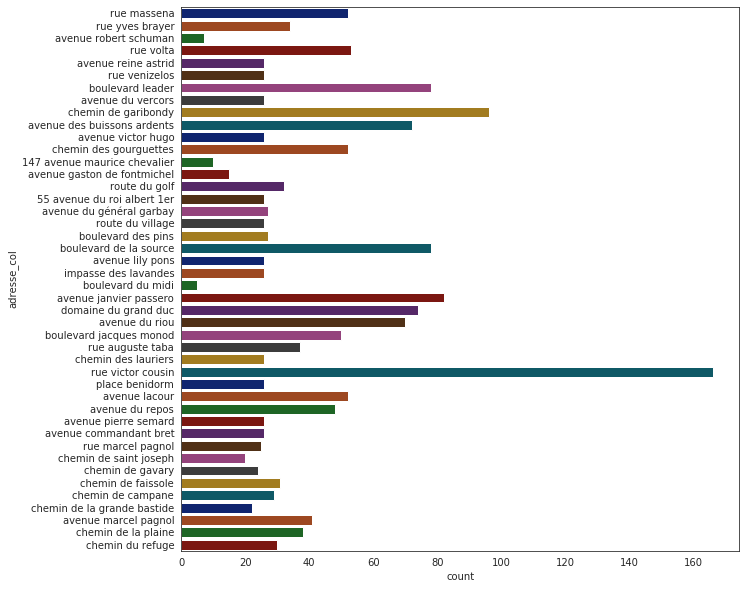 rue massena
rue yves brayer
avenue robert schuman
rue volta
avenue reine astrid
rue venizelos
boulevard leader
avenue du vercors
chemin de garibondy
avenue des buissons ardents
avenue victor hugo
chemin des gourguettes
147 avenue maurice chevalier
avenue gaston de fontmichel
route du golf
55 avenue du roi albert 1er
avenue du général garbay
route du village
boulevard des pins
boulevard de la source
avenue lily pons
impasse des lavandes
boulevard du midi
avenue janvier passero
domaine du grand duc
avenue du riou
boulevard jacques monod
rue auguste taba
chemin des lauriers
rue victor cousin
place benidorm
avenue lacour
avenue du repos
avenue pierre semard
avenue commandant bret
rue marcel pagnol
chemin de saint joseph
chemin de gavary
chemin de faissole
chemin de campane
chemin de la grande bastide
avenue marcel pagnol
chemin de la plaine
chemin du refuge
adresse_col
0 20 40 60 80 100 120 140 160
count